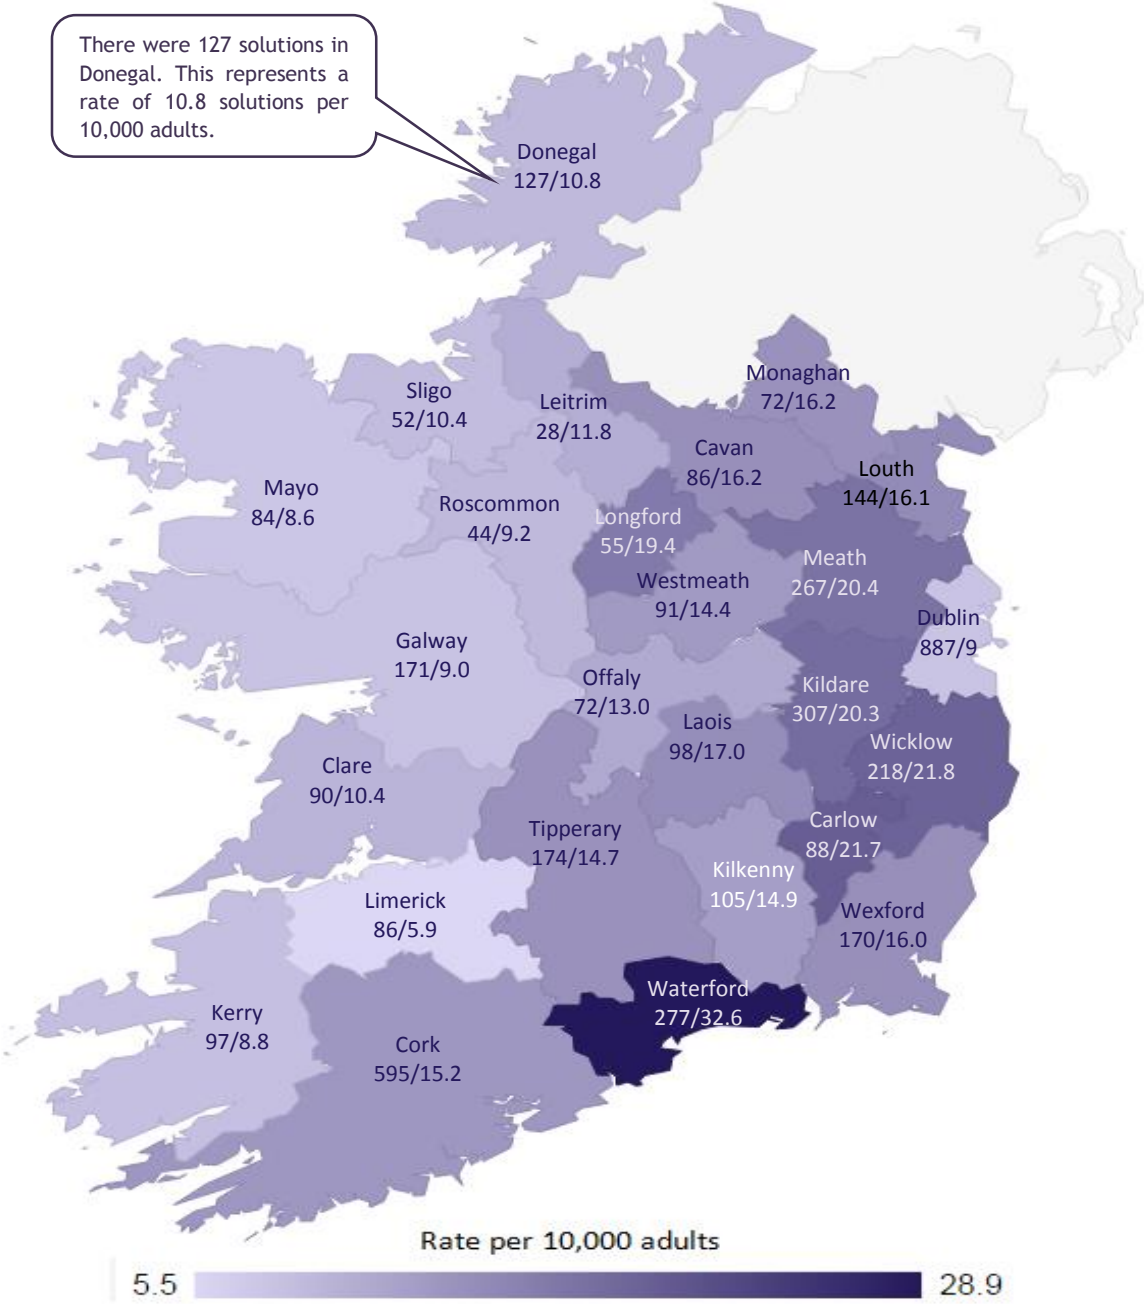 There were 127 solutions in
Donegal. This represents a
rate of 10.8 solutions per
10,000 adults.
Donegal
127/10.8
Monaghan
72/16.2
Sligo
52/10.4
Leitrim
28/11.8
Cavan
86/16.2
Louth
144/16.1
Mayo
84/8.6
Roscommon
44/9.2
Longford
55/19.4
Meath
267/20.4
Westmeath
91/14.4
Dublin
887/9
Galway
171/9.0
Offaly
72/13.0
Kildare
307/20.3
Laois
98/17.0
Wicklow
218/21.8
Clare
90/10.4
Tipperary
174/14.7
Carlow
88/21.7
Kilkenny
105/14.9
Limerick
86/5.9
Wexford
170/16.0
Waterford
277/32.6
Kerry
97/8.8
Cork
595/15.2
Rate per 10,000 adults
5.5
28.9